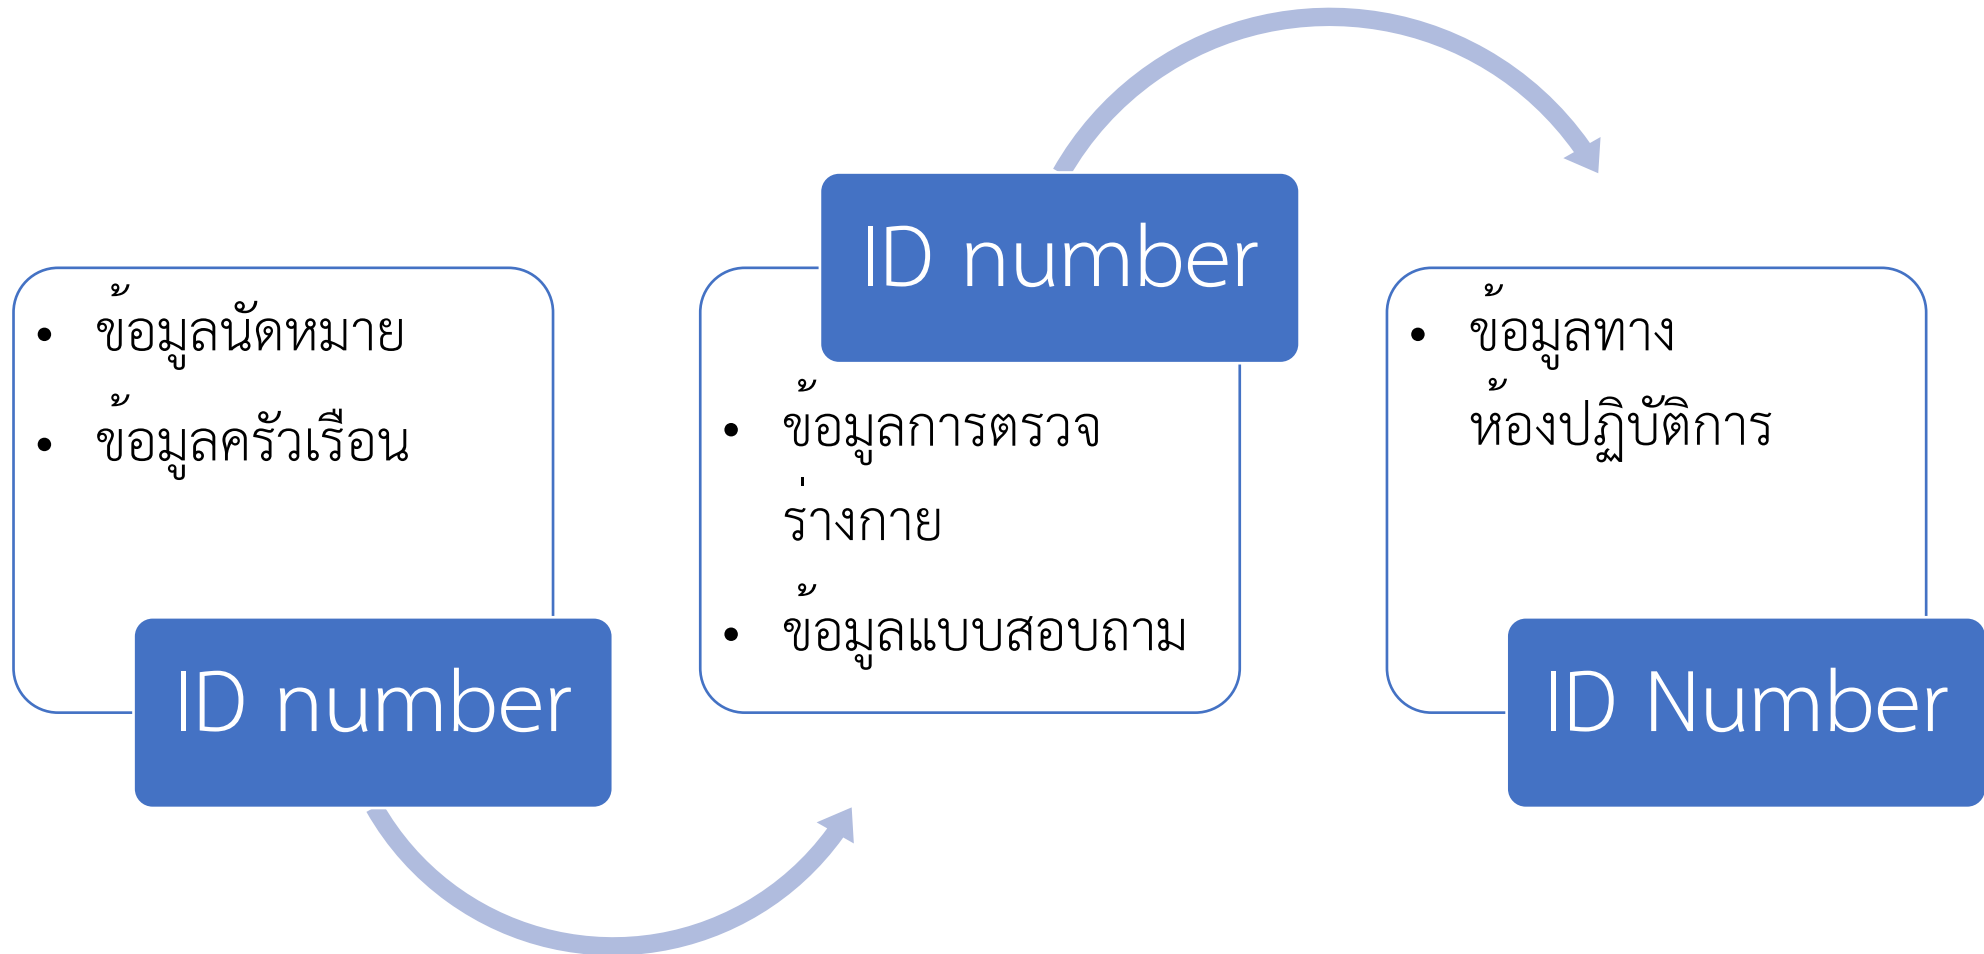 • ข้อมูลนัดหมาย
• ข้อมูลครัวเรือน
ID number
ID number
• ข้อมูลการตรวจ
ร่างกาย
• ข้อมูลแบบสอบถาม
• ข้อมูลทาง
ห้องปฏิบัติการ
ID Number